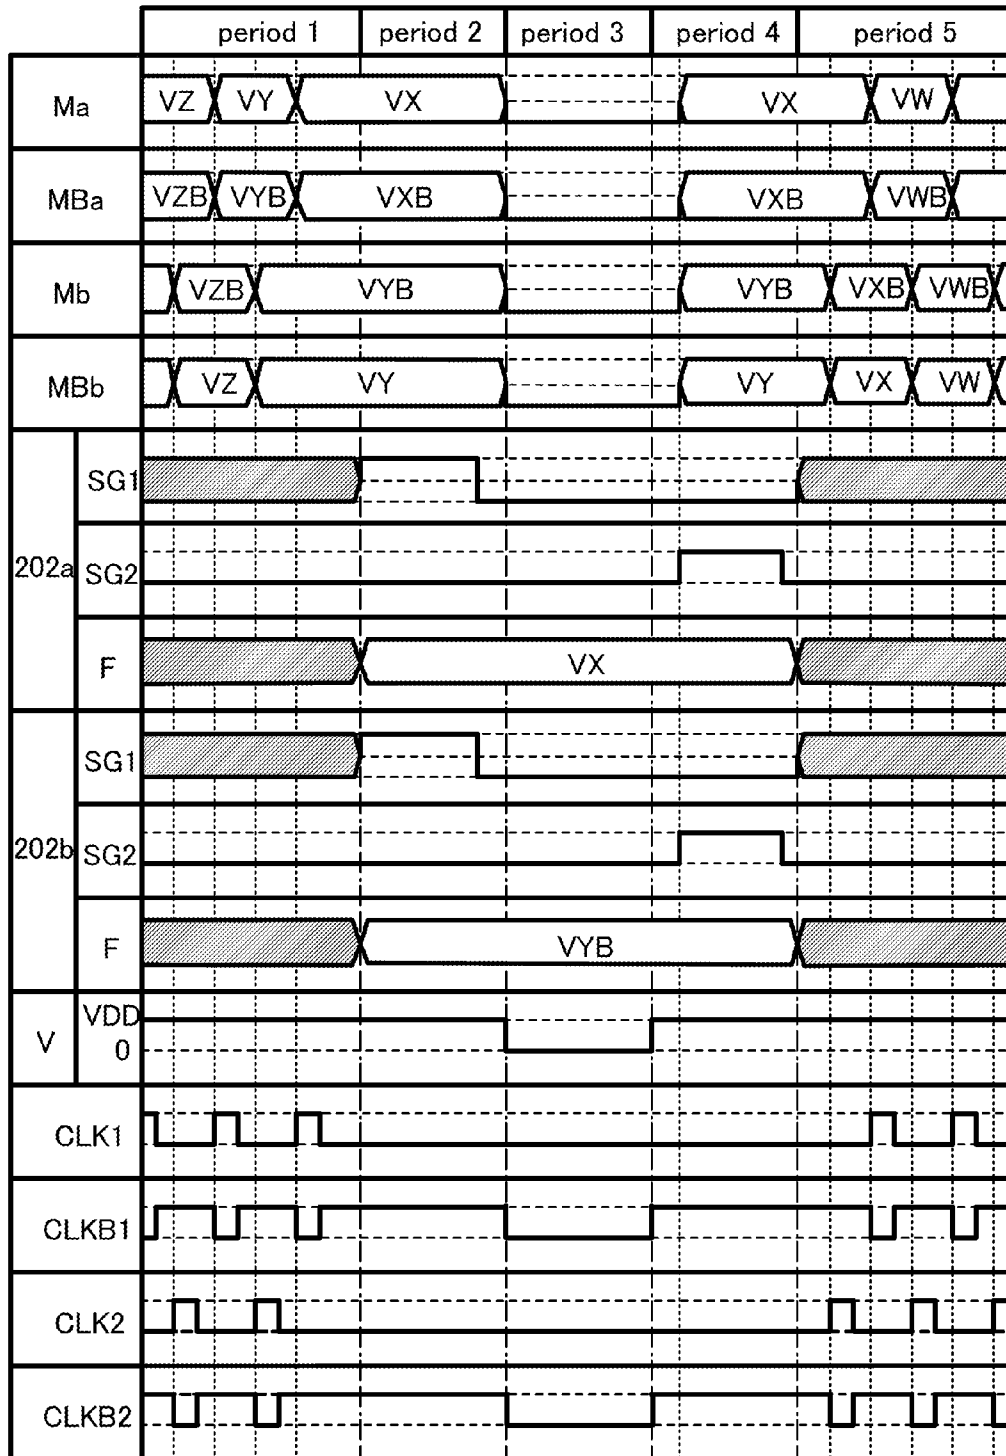 period 1 period 2 period 3 period 4 period 5
Ma VZ VY VX VX VW
MBa VZB VYB VXB VXB VWB
Mb VZB VYB VYB VXB VWB
MBb VZ VY VY VX VW
202a
SG1
SG2
F VX
202b
SG1
SG2
F VYB
V
VDD
0
CLK1
CLKB1
CLK2
CLKB2